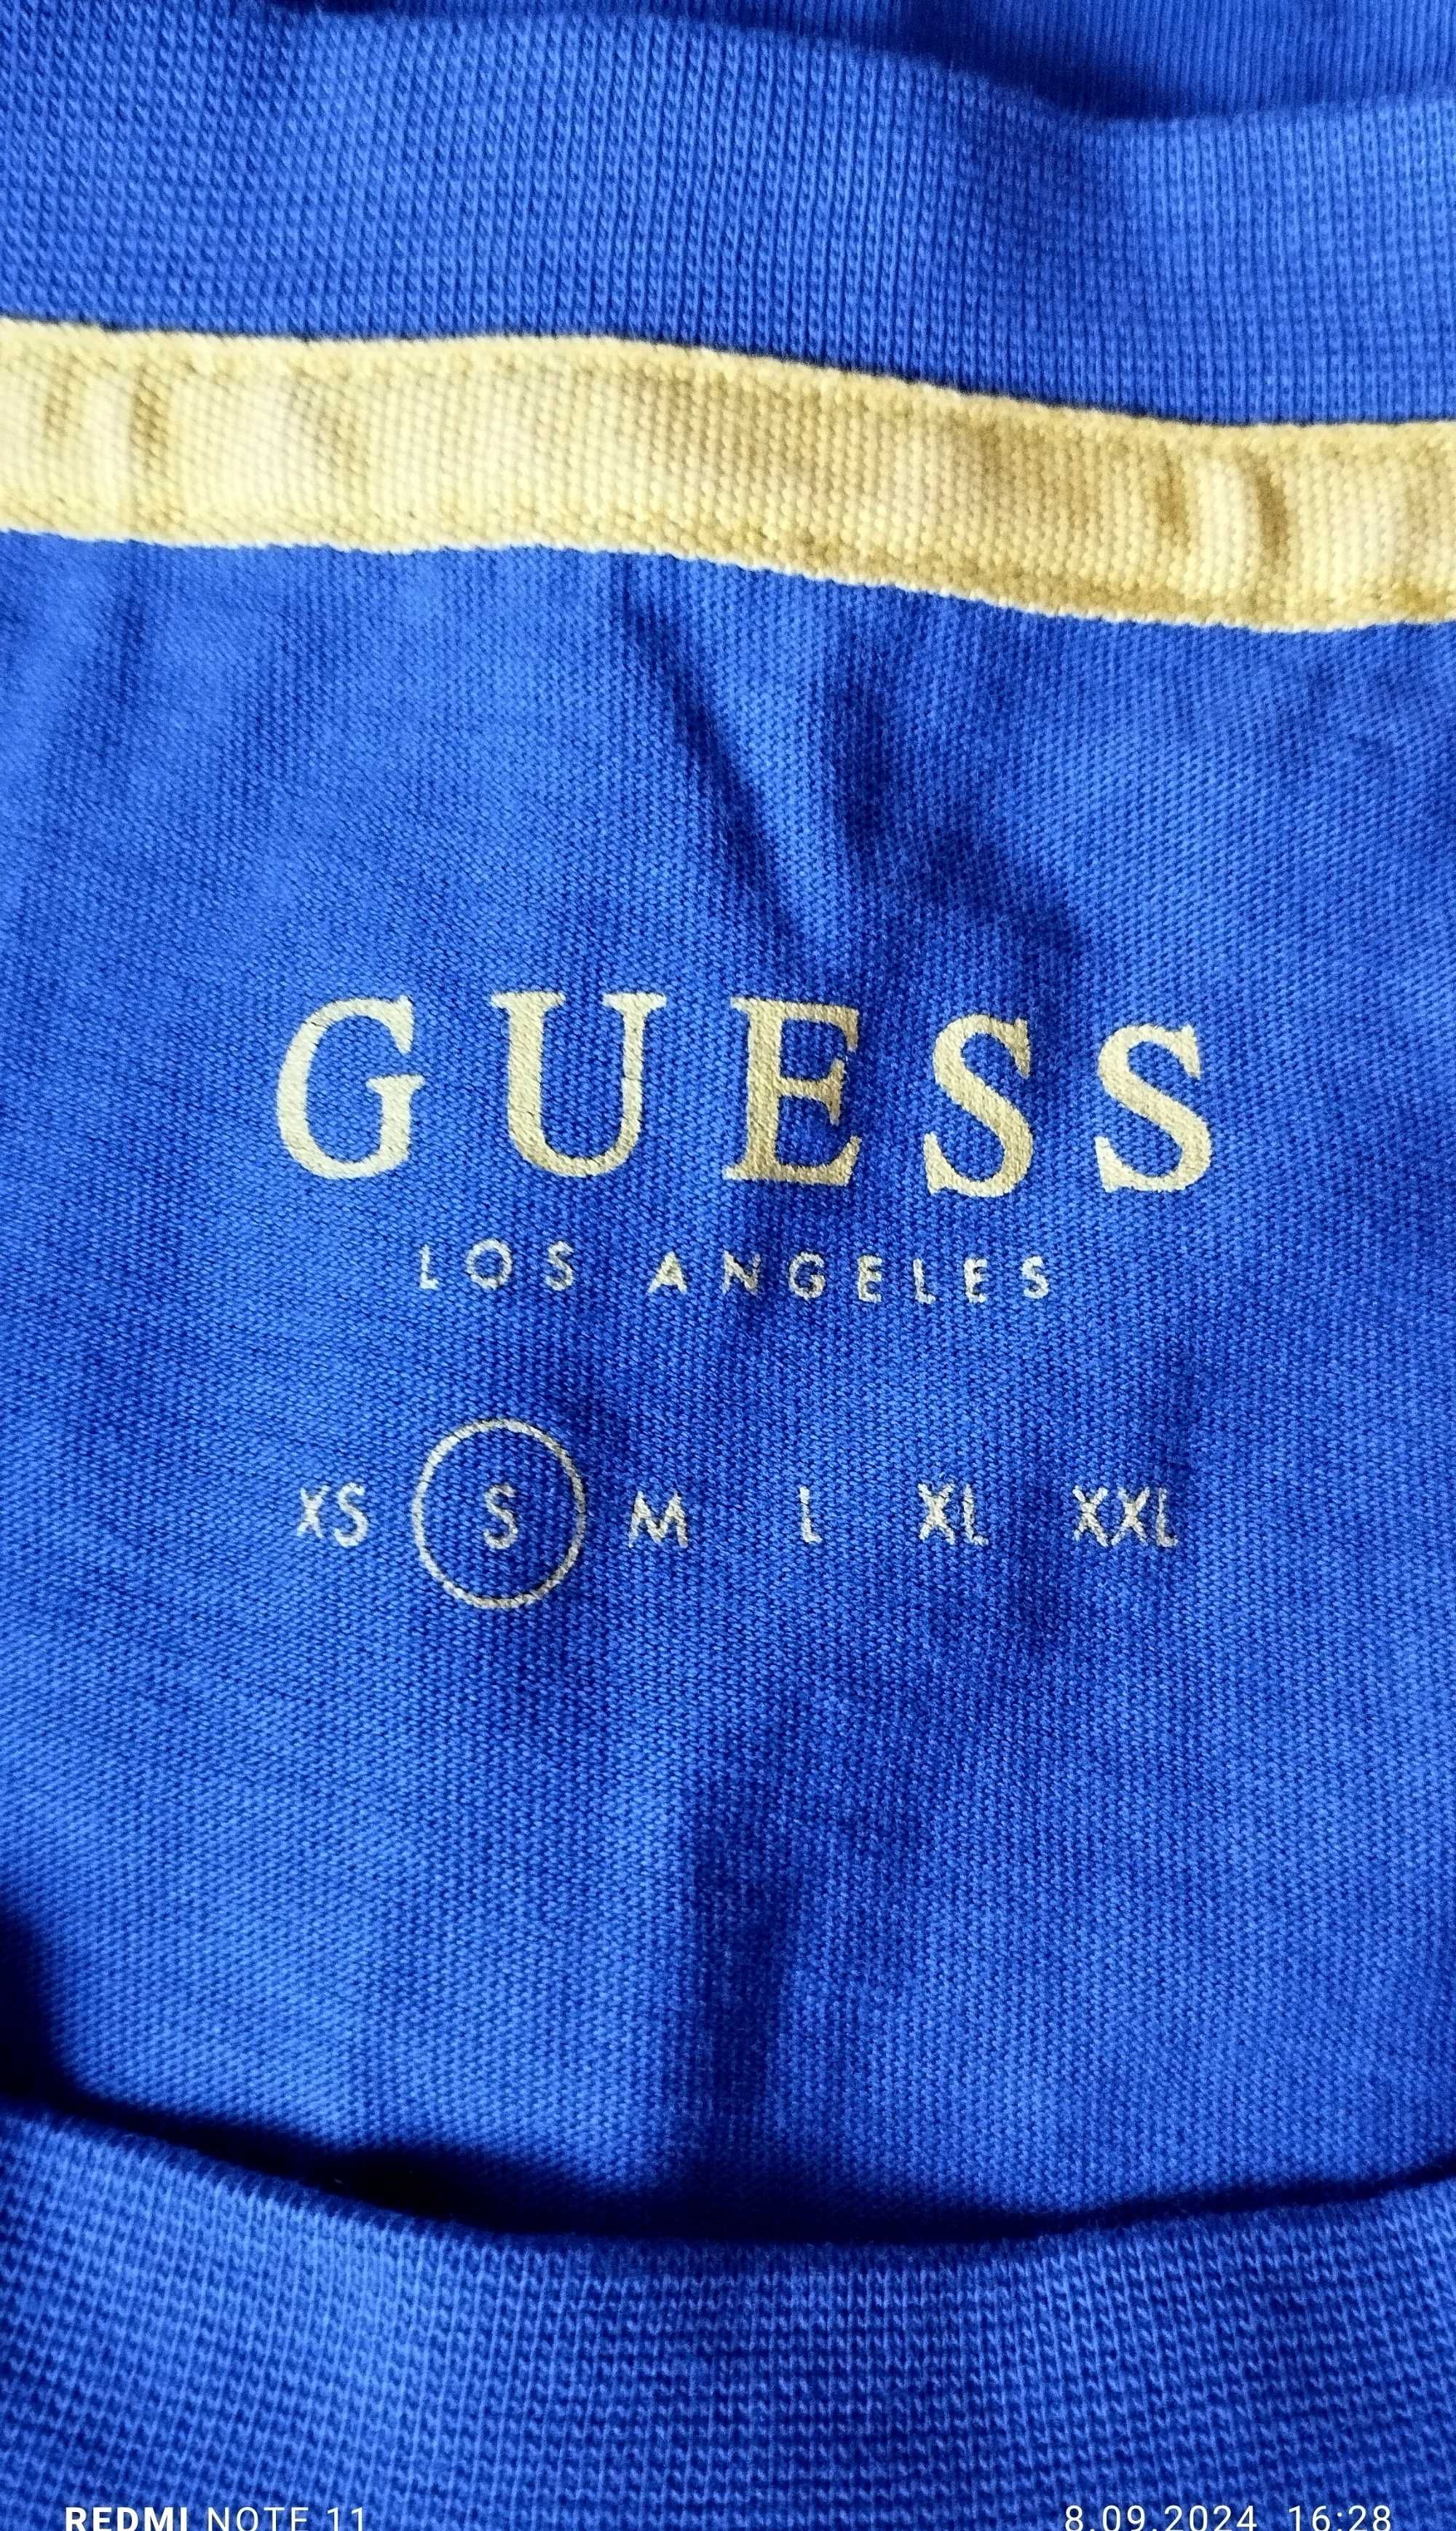 GUESS
LOS ANGELES
XS S M L XL XXL
REDMI NOTE 11 8.09.2024 16:28